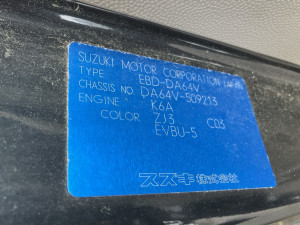 SUZUKI MOTOR CORPORATION JAPAN
TYPE EBD-DA64V
CHASSIS NO. DA64V-509213
ENGINE K6A
COLOR ZJ3 C03
EVBU-5
スズキ株式会社